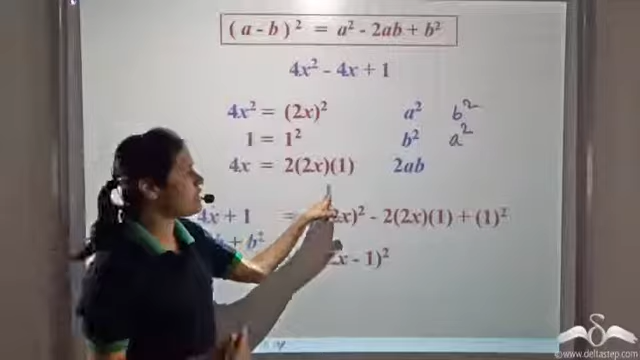 ( a - b )² = a² - 2ab + b²
4x² - 4x + 1
4x² = (2x)² a² b²
1 = 1² b² a²
4x = 2(2x)(1) 2ab
4x + 1 = 2x)² - 2(2x)(1) + (1)²
+ b² 2x - 1)²
©www.deltastep.com